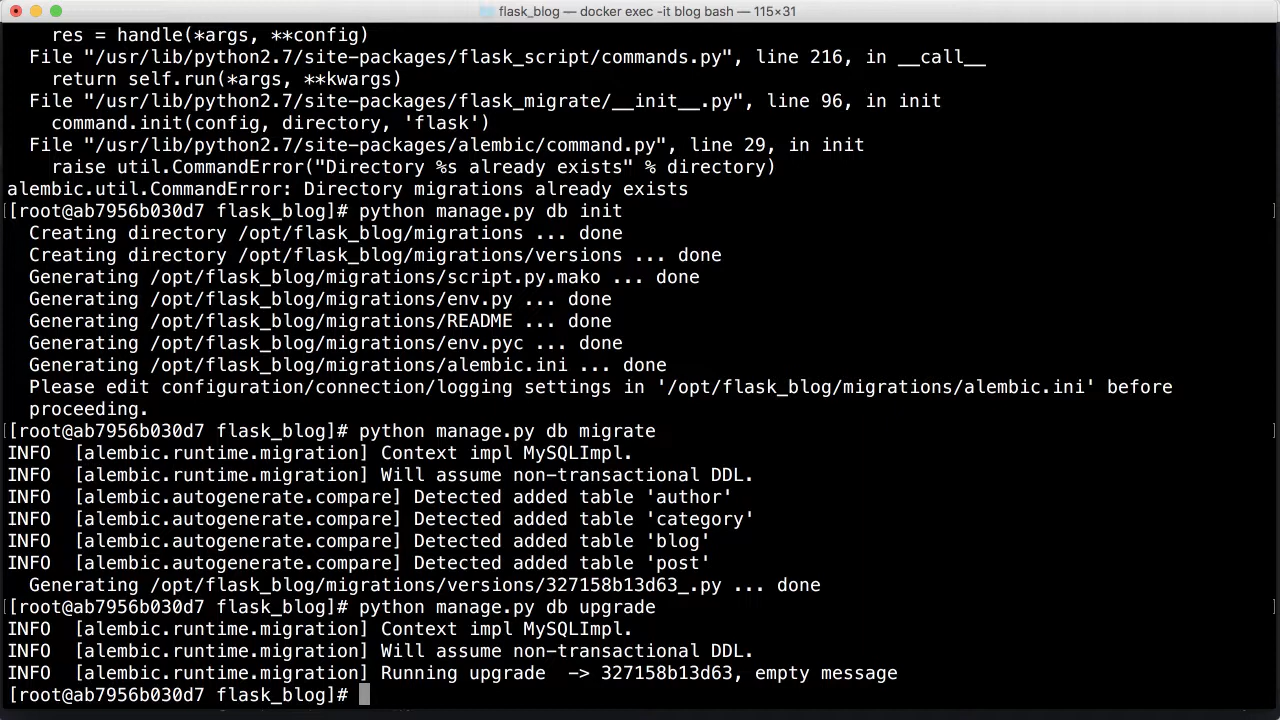 flask_blog — docker exec -it blog bash — 115×31
res = handle(*args, **config)
File "/usr/lib/python2.7/site-packages/flask_script/commands.py", line 216, in __call__
return self.run(*args, **kwargs)
File "/usr/lib/python2.7/site-packages/flask_migrate/__init__.py", line 96, in init
command.init(config, directory, 'flask')
File "/usr/lib/python2.7/site-packages/alembic/command.py", line 29, in init
raise util.CommandError("Directory %s already exists" % directory)
alembic.util.CommandError: Directory migrations already exists
[[root@ab7956b030d7 flask_blog]# python manage.py db init ]
Creating directory /opt/flask_blog/migrations ... done
Creating directory /opt/flask_blog/migrations/versions ... done
Generating /opt/flask_blog/migrations/script.py.mako ... done
Generating /opt/flask_blog/migrations/env.py ... done
Generating /opt/flask_blog/migrations/README ... done
Generating /opt/flask_blog/migrations/env.pyc ... done
Generating /opt/flask_blog/migrations/alembic.ini ... done
Please edit configuration/connection/logging settings in '/opt/flask_blog/migrations/alembic.ini' before
proceeding.
[[root@ab7956b030d7 flask_blog]# python manage.py db migrate ]
INFO  [alembic.runtime.migration] Context impl MySQLImpl.
INFO  [alembic.runtime.migration] Will assume non-transactional DDL.
INFO  [alembic.autogenerate.compare] Detected added table 'author'
INFO  [alembic.autogenerate.compare] Detected added table 'category'
INFO  [alembic.autogenerate.compare] Detected added table 'blog'
INFO  [alembic.autogenerate.compare] Detected added table 'post'
Generating /opt/flask_blog/migrations/versions/327158b13d63_.py ... done
[[root@ab7956b030d7 flask_blog]# python manage.py db upgrade ]
INFO  [alembic.runtime.migration] Context impl MySQLImpl.
INFO  [alembic.runtime.migration] Will assume non-transactional DDL.
INFO  [alembic.runtime.migration] Running upgrade  -> 327158b13d63, empty message
[root@ab7956b030d7 flask_blog]#